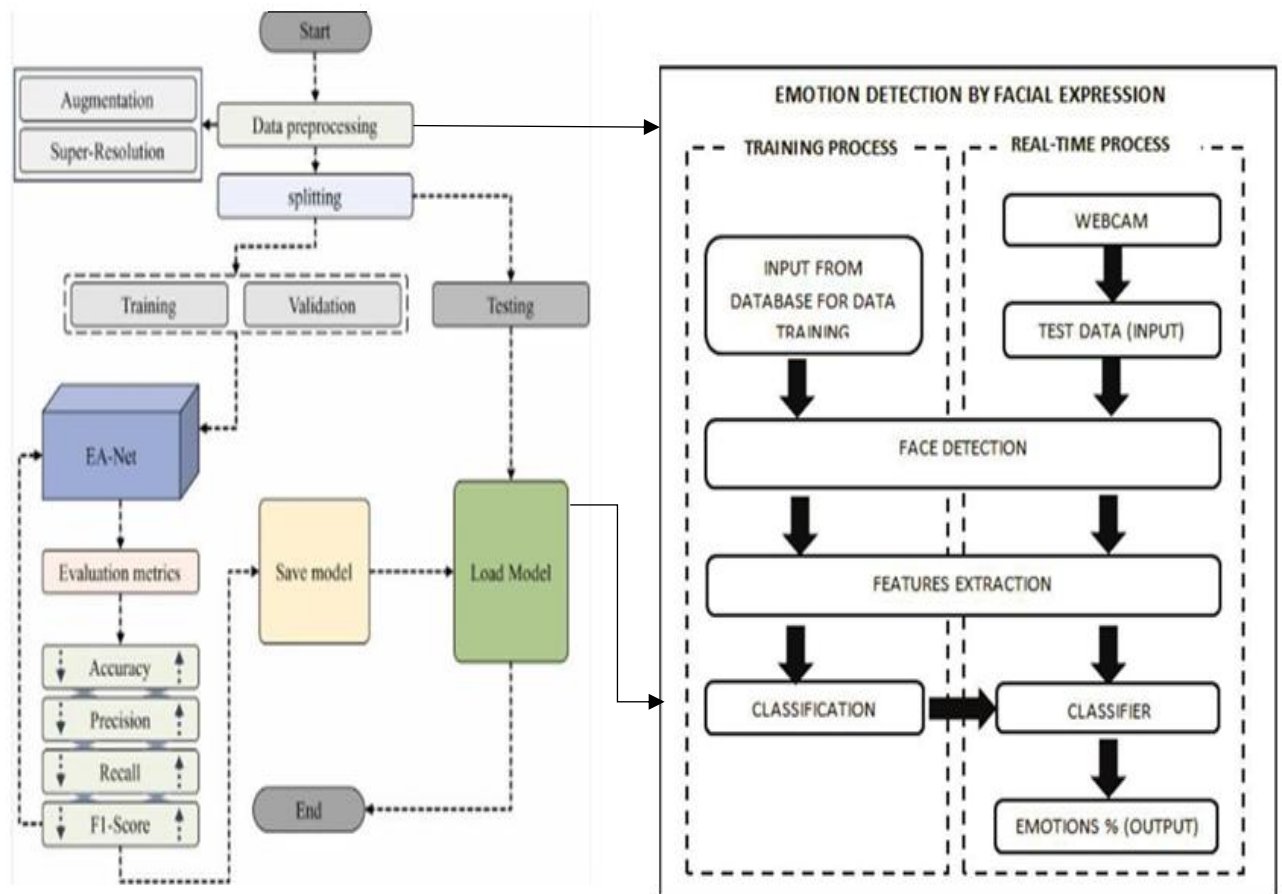 Start
Augmentation
Super-Resolution
Data preprocessing
splitting
Training
Validation
Testing
EA-Net
Evaluation metrics
Save model
Load Model
Accuracy
Precision
Recall
F1-Score
End
EMOTION DETECTION BY FACIAL EXPRESSION
TRAINING PROCESS
REAL-TIME PROCESS
INPUT FROM
DATABASE FOR DATA
TRAINING
WEBCAM
TEST DATA (INPUT)
FACE DETECTION
FEATURES EXTRACTION
CLASSIFICATION
CLASSIFIER
EMOTIONS % (OUTPUT)